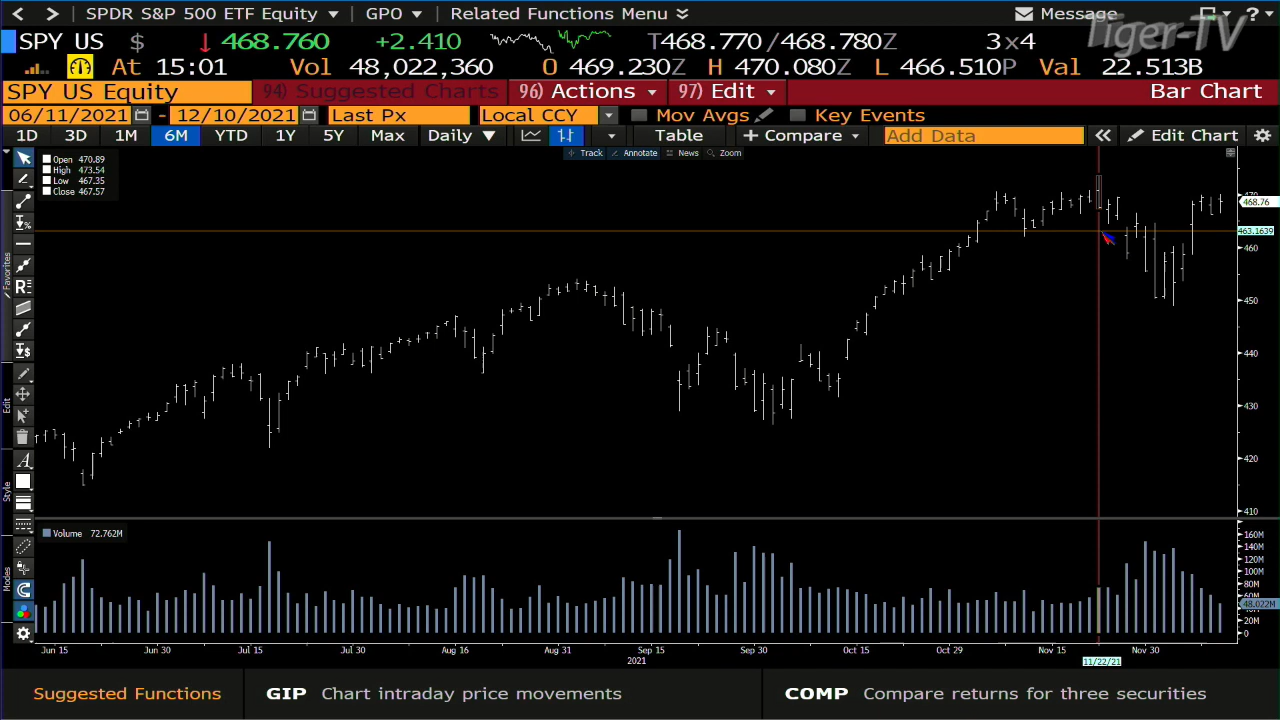 SPDR S&P 500 ETF Equity GPO Related Functions Menu Message ?
Tiger-TV
SPY US $ 468.760 +2.410 T468.770/468.780Z 3x4
At 15:01 Vol 48,022,360 O 469.230Z H 470.080Z L 466.510P Val 22.513B
SPY US Equity 94) Suggested Charts 96) Actions 97) Edit Bar Chart
06/11/2021 - 12/10/2021 Last Px Local CCY Mov Avgs Key Events
1D 3D 1M 6M YTD 1Y 5Y Max Daily Table + Compare Add Data « Edit Chart
Track Annotate News Zoom
Open 470.89
High 473.54
Low 467.35
Close 467.57
470
468.76
463.1639
460
450
440
430
420
410
Favorites
Edit
Style
Modes
Volume 72.762M
160M
140M
120M
100M
80M
60M
48.022M
20M
0
Jun 15 Jun 30 Jul 15 Jul 30 Aug 16 Aug 31 Sep 15 Sep 30 Oct 15 Oct 29 Nov 15 Nov 30
2021 11/22/21
Suggested Functions GIP Chart intraday price movements COMP Compare returns for three securities